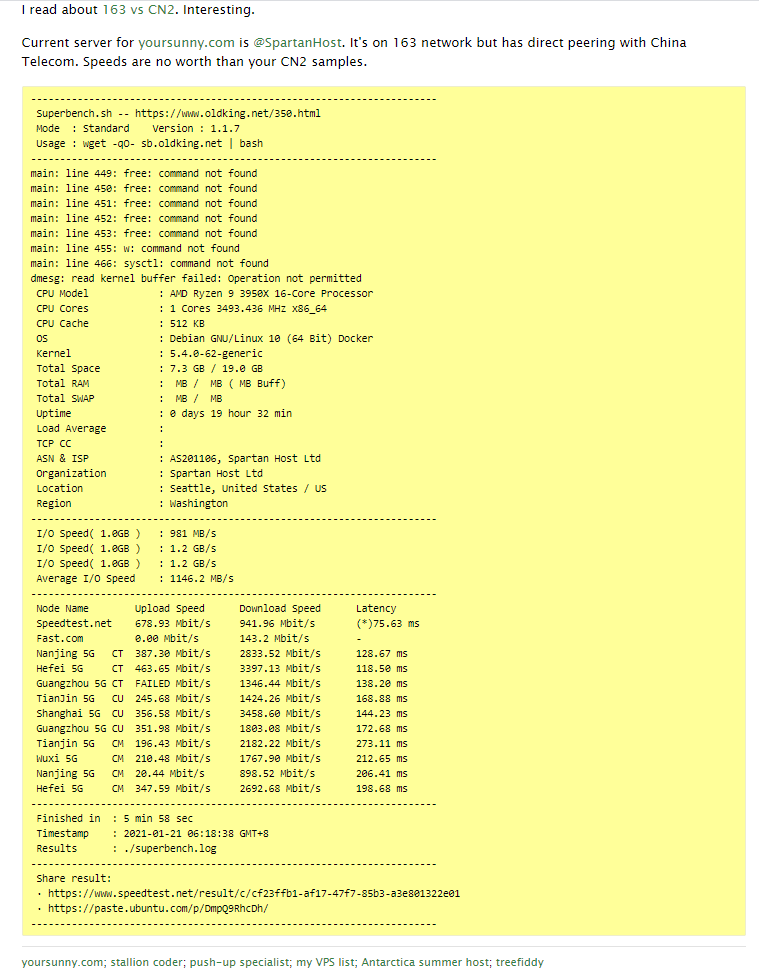 I read about 163 vs CN2. Interesting.
Current server for yoursunny.com is @SpartanHost. It's on 163 network but has direct peering with China
Telecom. Speeds are no worth than your CN2 samples.
----------------------------------------------------------------------
Superbench.sh -- https://www.oldking.net/350.html
Mode  : Standard    Version : 1.1.7
Usage : wget -qO- sb.oldking.net | bash
----------------------------------------------------------------------
main: line 449: free: command not found
main: line 450: free: command not found
main: line 451: free: command not found
main: line 452: free: command not found
main: line 453: free: command not found
main: line 455: w: command not found
main: line 466: sysctl: command not found
dmesg: read kernel buffer failed: Operation not permitted
CPU Model            : AMD Ryzen 9 3950X 16-Core Processor
CPU Cores            : 1 Cores 3493.436 MHz x86_64
CPU Cache            : 512 KB
OS                   : Debian GNU/Linux 10 (64 Bit) Docker
Kernel               : 5.4.0-62-generic
Total Space          : 7.3 GB / 19.0 GB
Total RAM            :  MB /  MB ( MB Buff)
Total SWAP           :  MB /  MB
Uptime               : 0 days 19 hour 32 min
Load Average         :
TCP CC               :
ASN & ISP            : AS201106, Spartan Host Ltd
Organization         : Spartan Host Ltd
Location             : Seattle, United States / US
Region               : Washington
----------------------------------------------------------------------
I/O Speed( 1.0GB )   : 981 MB/s
I/O Speed( 1.0GB )   : 1.2 GB/s
I/O Speed( 1.0GB )   : 1.2 GB/s
Average I/O Speed    : 1146.2 MB/s
----------------------------------------------------------------------
Node Name        Upload Speed      Download Speed      Latency
Speedtest.net    678.93 Mbit/s     941.96 Mbit/s       (*)75.63 ms
Fast.com         0.00 Mbit/s       143.2 Mbit/s        -
Nanjing 5G   CT  387.30 Mbit/s     2833.52 Mbit/s      128.67 ms
Hefei 5G     CT  463.65 Mbit/s     3397.13 Mbit/s      118.50 ms
Guangzhou 5G CT  FAILED Mbit/s     1346.44 Mbit/s      138.20 ms
TianJin 5G   CU  245.68 Mbit/s     1424.26 Mbit/s      168.88 ms
Shanghai 5G  CU  356.58 Mbit/s     3458.60 Mbit/s      144.23 ms
Guangzhou 5G CU  351.98 Mbit/s     1803.08 Mbit/s      172.68 ms
Tianjin 5G   CM  196.43 Mbit/s     2182.22 Mbit/s      273.11 ms
Wuxi 5G      CM  210.48 Mbit/s     1767.90 Mbit/s      212.65 ms
Nanjing 5G   CM  20.44 Mbit/s      898.52 Mbit/s       206.41 ms
Hefei 5G     CM  347.59 Mbit/s     2692.68 Mbit/s      198.68 ms
----------------------------------------------------------------------
Finished in  : 5 min 58 sec
Timestamp    : 2021-01-21 06:18:38 GMT+8
Results      : ./superbench.log
----------------------------------------------------------------------
Share result:
· https://www.speedtest.net/result/c/cf23ffb1-af17-47f7-85b3-a3e801322e01
· https://paste.ubuntu.com/p/DmpQ9RhcDh/
----------------------------------------------------------------------
yoursunny.com; stallion coder; push-up specialist; my VPS list; Antarctica summer host; treefiddy